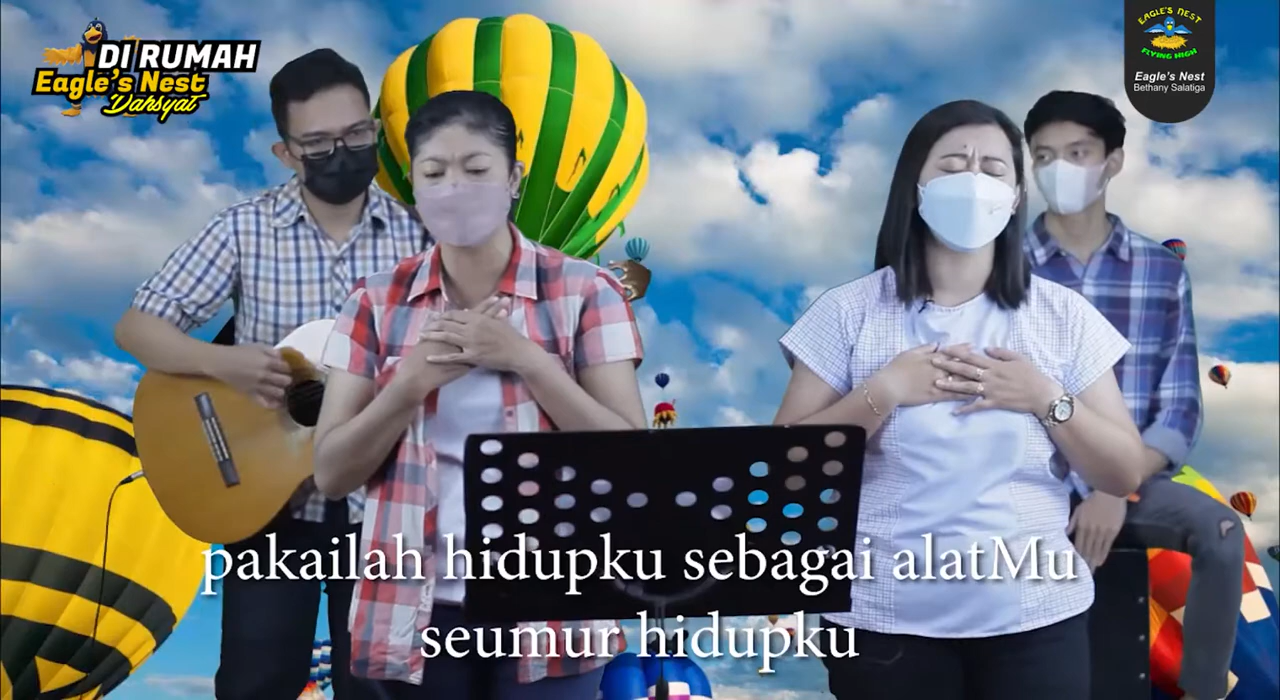 DI RUMAH
Eagle's Nest
Dahsyat
EAGLE'S NEST
FLYING HIGH
Eagle's Nest
Bethany Salatiga
pakailah hidupku sebagai alatMu
seumur hidupku